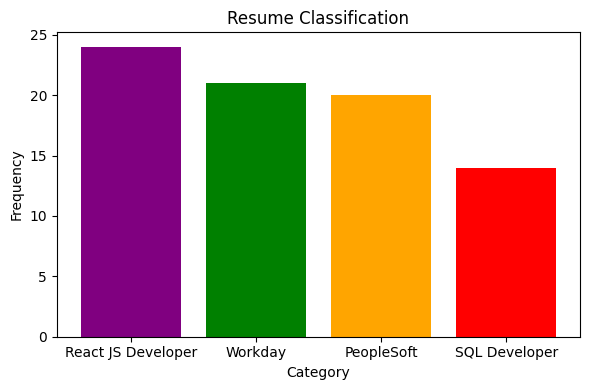 Resume Classification
Frequency
25
20
15
10
5
0
React JS Developer Workday PeopleSoft SQL Developer
Category